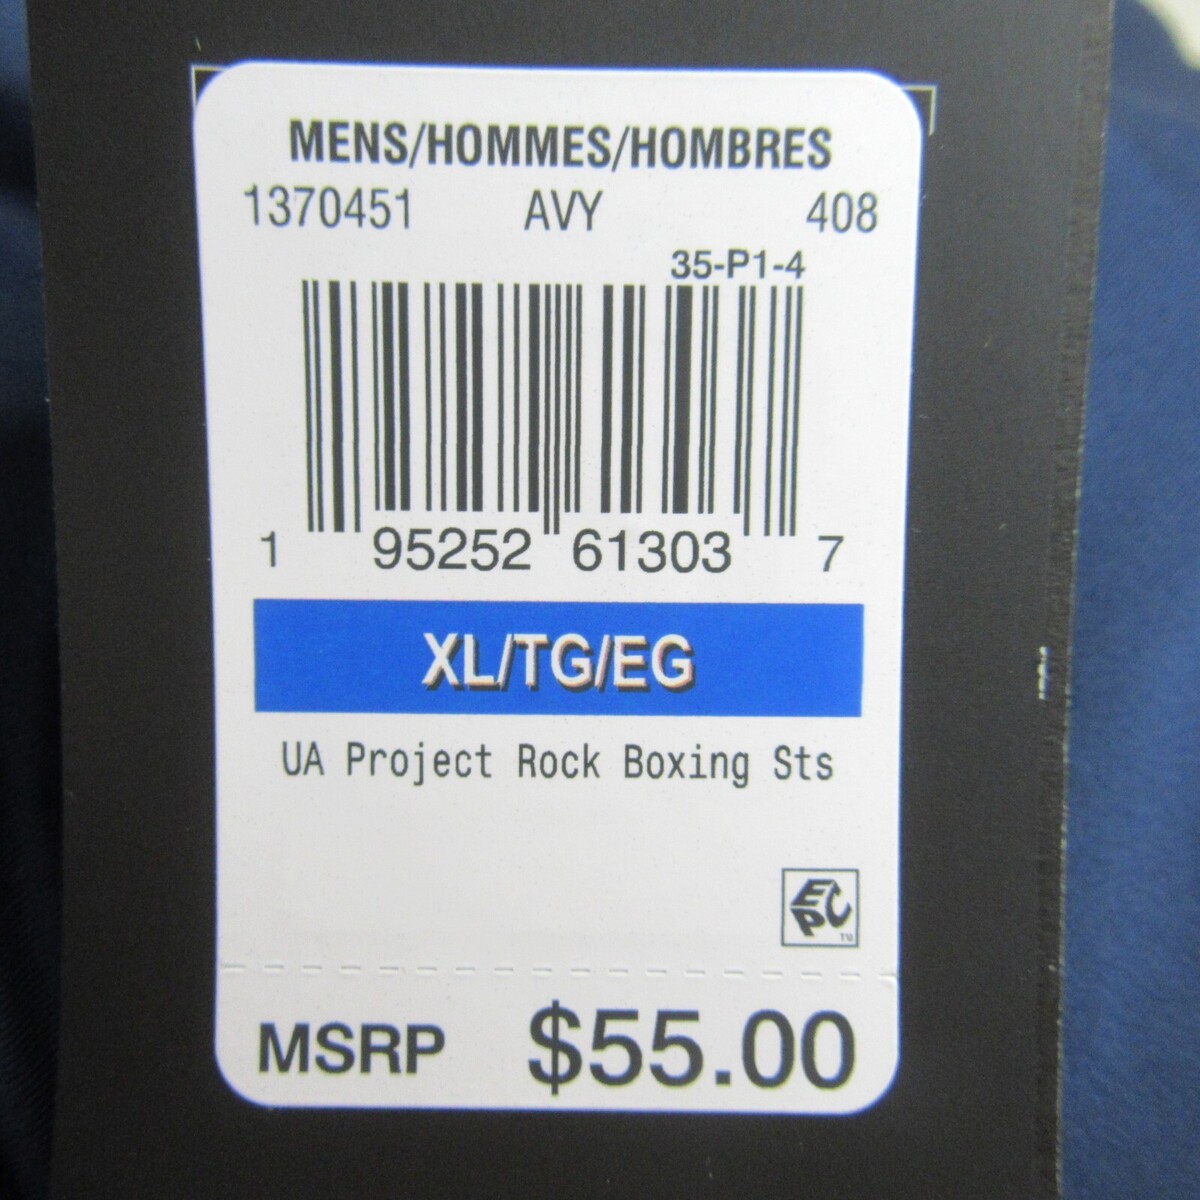 MENS/HOMMES/HOMBRES
1370451 AVY 408
35-P1-4
1 95252 61303 7
XL/TG/EG
UA Project Rock Boxing Sts
EPC
TM
MSRP $55.00